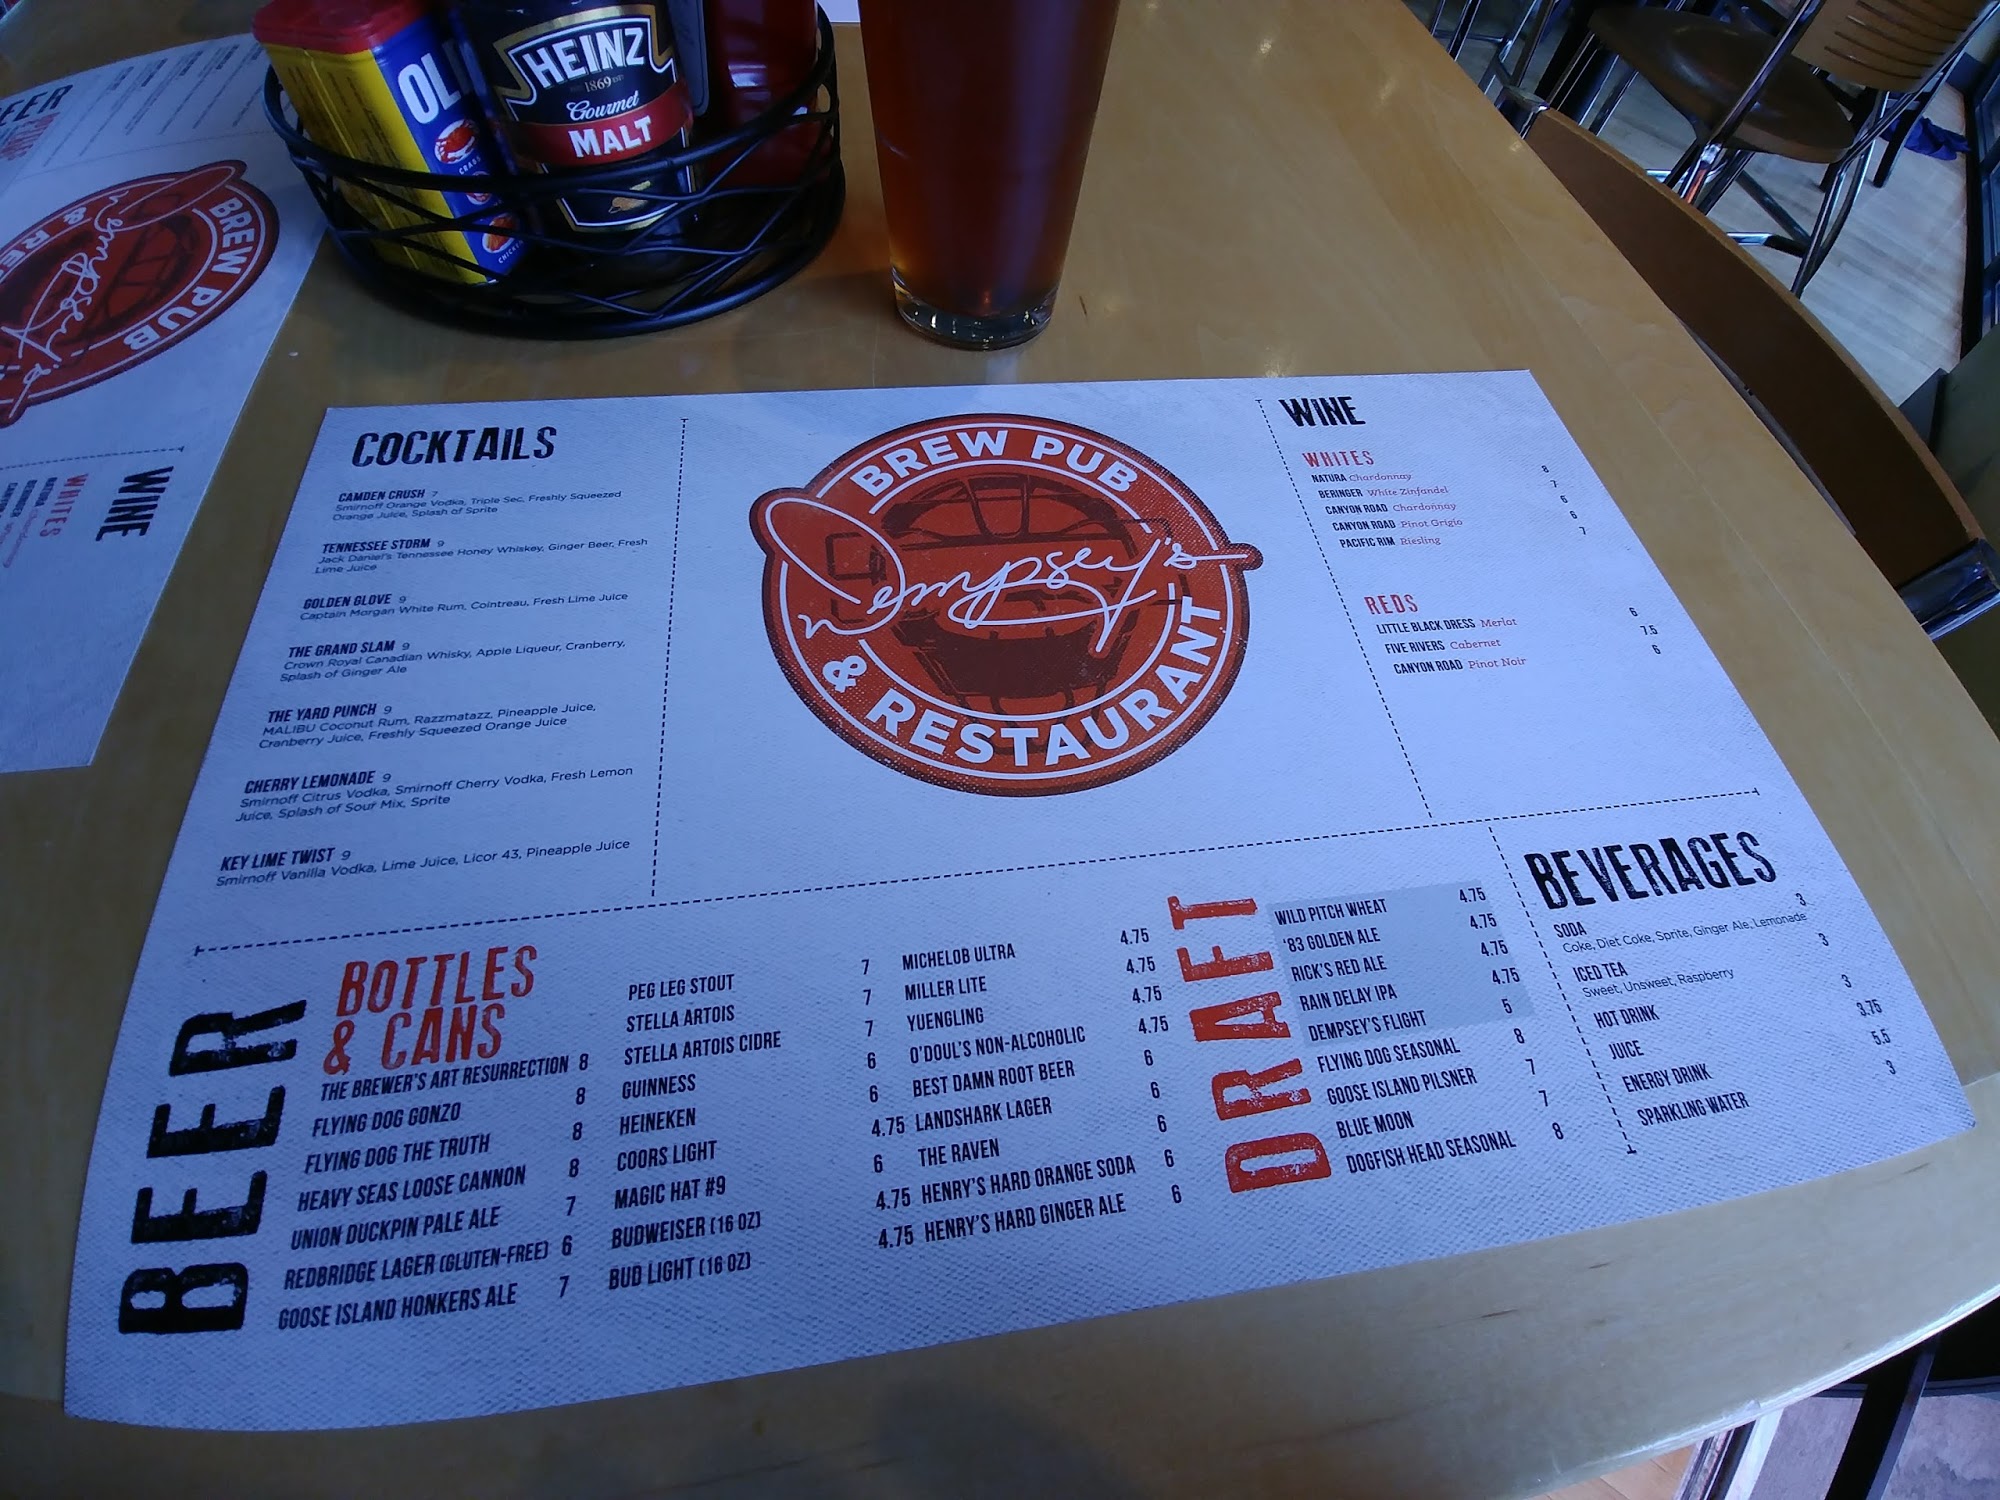 OL
CRABS
CHICKEN
HEINZ
1869
Gourmet
MALT
BREW PUB
&
Dempsey's
WINE
WHITES
COCKTAILS
CAMDEN CRUSH 7
Smirnoff Orange Vodka, Triple Sec, Freshly Squeezed
Orange Juice, Splash of Sprite
TENNESSEE STORM 9
Jack Daniel's Tennessee Honey Whiskey, Ginger Beer, Fresh
Lime Juice
GOLDEN GLOVE 9
Captain Morgan White Rum, Cointreau, Fresh Lime Juice
THE GRAND SLAM 9
Crown Royal Canadian Whisky, Apple Liqueur, Cranberry,
Splash of Ginger Ale
THE YARD PUNCH 9
MALIBU Coconut Rum, Razzmatazz, Pineapple Juice,
Cranberry Juice, Freshly Squeezed Orange Juice
CHERRY LEMONADE 9
Smirnoff Citrus Vodka, Smirnoff Cherry Vodka, Fresh Lemon
Juice, Splash of Sour Mix, Sprite
KEY LIME TWIST 9
Smirnoff Vanilla Vodka, Lime Juice, Licor 43, Pineapple Juice
BREW PUB
Dempsey's
& RESTAURANT
WINE
WHITES
NATURA Chardonnay 8
BERINGER White Zinfandel 7
CANYON ROAD Chardonnay 6
CANYON ROAD Pinot Grigio 6
PACIFIC RIM Riesling 7
REDS
LITTLE BLACK DRESS Merlot 6
FIVE RIVERS Cabernet 7.5
CANYON ROAD Pinot Noir 6
BEER
BOTTLES
& CANS
THE BREWER'S ART RESURRECTION 8
FLYING DOG GONZO 8
FLYING DOG THE TRUTH 8
HEAVY SEAS LOOSE CANNON 8
UNION DUCKPIN PALE ALE 7
REDBRIDGE LAGER (GLUTEN-FREE) 6
GOOSE ISLAND HONKERS ALE 7
PEG LEG STOUT 7
STELLA ARTOIS 7
STELLA ARTOIS CIDRE 7
GUINNESS 6
HEINEKEN 6
COORS LIGHT 4.75
MAGIC HAT #9 6
BUDWEISER (16 OZ) 4.75
BUD LIGHT (16 OZ) 4.75
MICHELOB ULTRA 4.75
MILLER LITE 4.75
YUENGLING 4.75
O'DOUL'S NON-ALCOHOLIC 4.75
BEST DAMN ROOT BEER 6
LANDSHARK LAGER 6
THE RAVEN 6
HENRY'S HARD ORANGE SODA 6
HENRY'S HARD GINGER ALE 6
DRAFT
WILD PITCH WHEAT 4.75
'83 GOLDEN ALE 4.75
RICK'S RED ALE 4.75
RAIN DELAY IPA 4.75
DEMPSEY'S FLIGHT 5
FLYING DOG SEASONAL 8
GOOSE ISLAND PILSNER 7
BLUE MOON 7
DOGFISH HEAD SEASONAL 8
BEVERAGES
SODA 3
Coke, Diet Coke, Sprite, Ginger Ale, Lemonade
ICED TEA 3
Sweet, Unsweet, Raspberry
HOT DRINK 3
JUICE 3.75
ENERGY DRINK 5.5
SPARKLING WATER 3